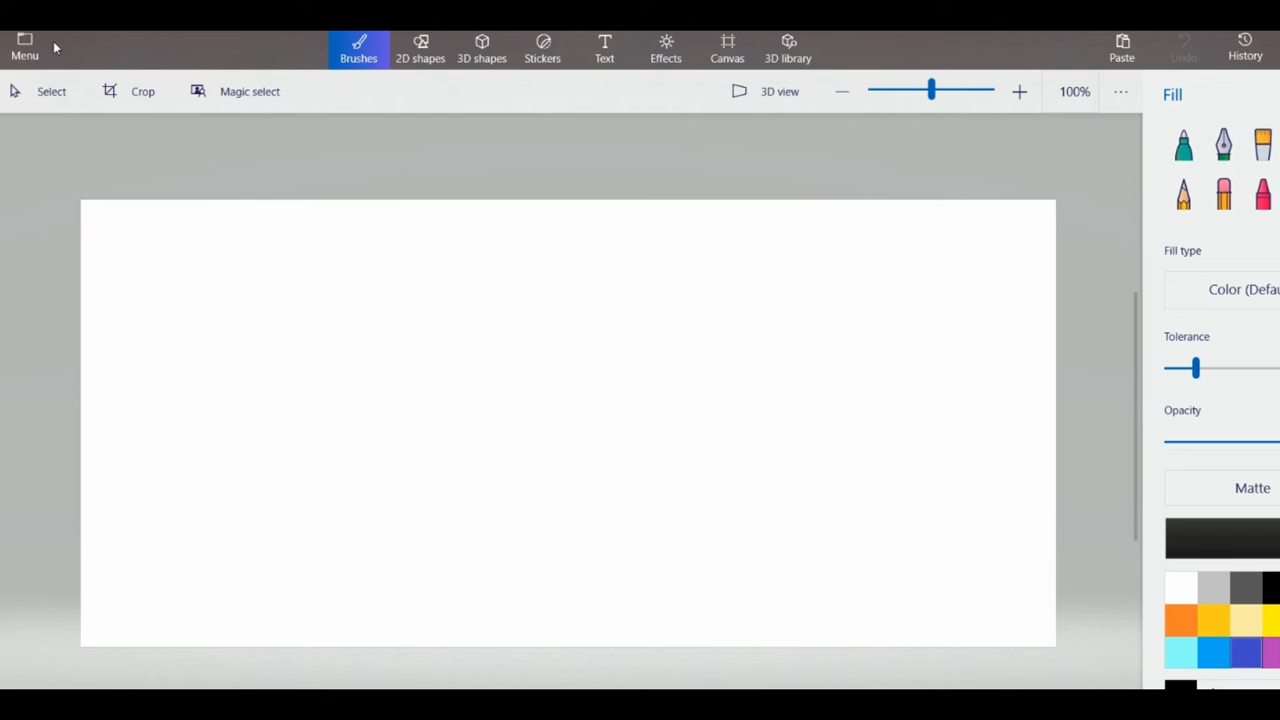 Menu
Brushes
2D shapes
3D shapes
Stickers
Text
Effects
Canvas
3D library
Paste
Undo
History
Select
Crop
Magic select
3D view
100%
Fill
Fill type
Color (Defau
Tolerance
Opacity
Matte